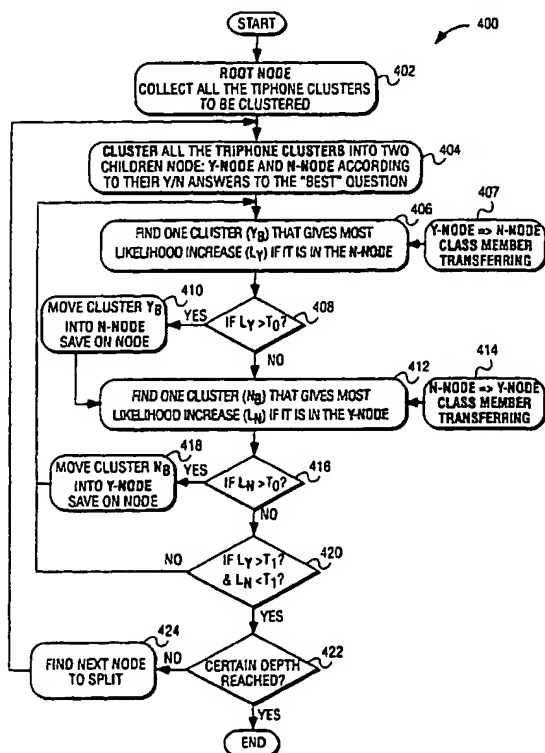 START
400
ROOT NODE
COLLECT ALL THE TIPHONE CLUSTERS
TO BE CLUSTERED
402
CLUSTER ALL THE TRIPHONE CLUSTERS INTO TWO
CHILDREN NODE: Y-NODE AND N-NODE ACCORDING
TO THEIR Y/N ANSWERS TO THE "BEST" QUESTION
404
406
FIND ONE CLUSTER (YB) THAT GIVES MOST
LIKELIHOOD INCREASE (LY) IF IT IS IN THE N-NODE
407
Y-NODE => N-NODE
CLASS MEMBER
TRANSFERRING
410
MOVE CLUSTER YB
INTO N-NODE
SAVE ON NODE
YES
IF LY>T0?
408
NO
412
FIND ONE CLUSTER (NB) THAT GIVES MOST
LIKELIHOOD INCREASE (LN) IF IT IS IN THE Y-NODE
414
N-NODE => Y-NODE
CLASS MEMBER
TRANSFERRING
418
MOVE CLUSTER NB
INTO Y-NODE
SAVE ON NODE
YES
IF LN>T0?
416
NO
NO
IF LY>T1?
& LN<T1?
420
YES
424
FIND NEXT NODE
TO SPLIT
NO
CERTAIN DEPTH
REACHED?
422
YES
END